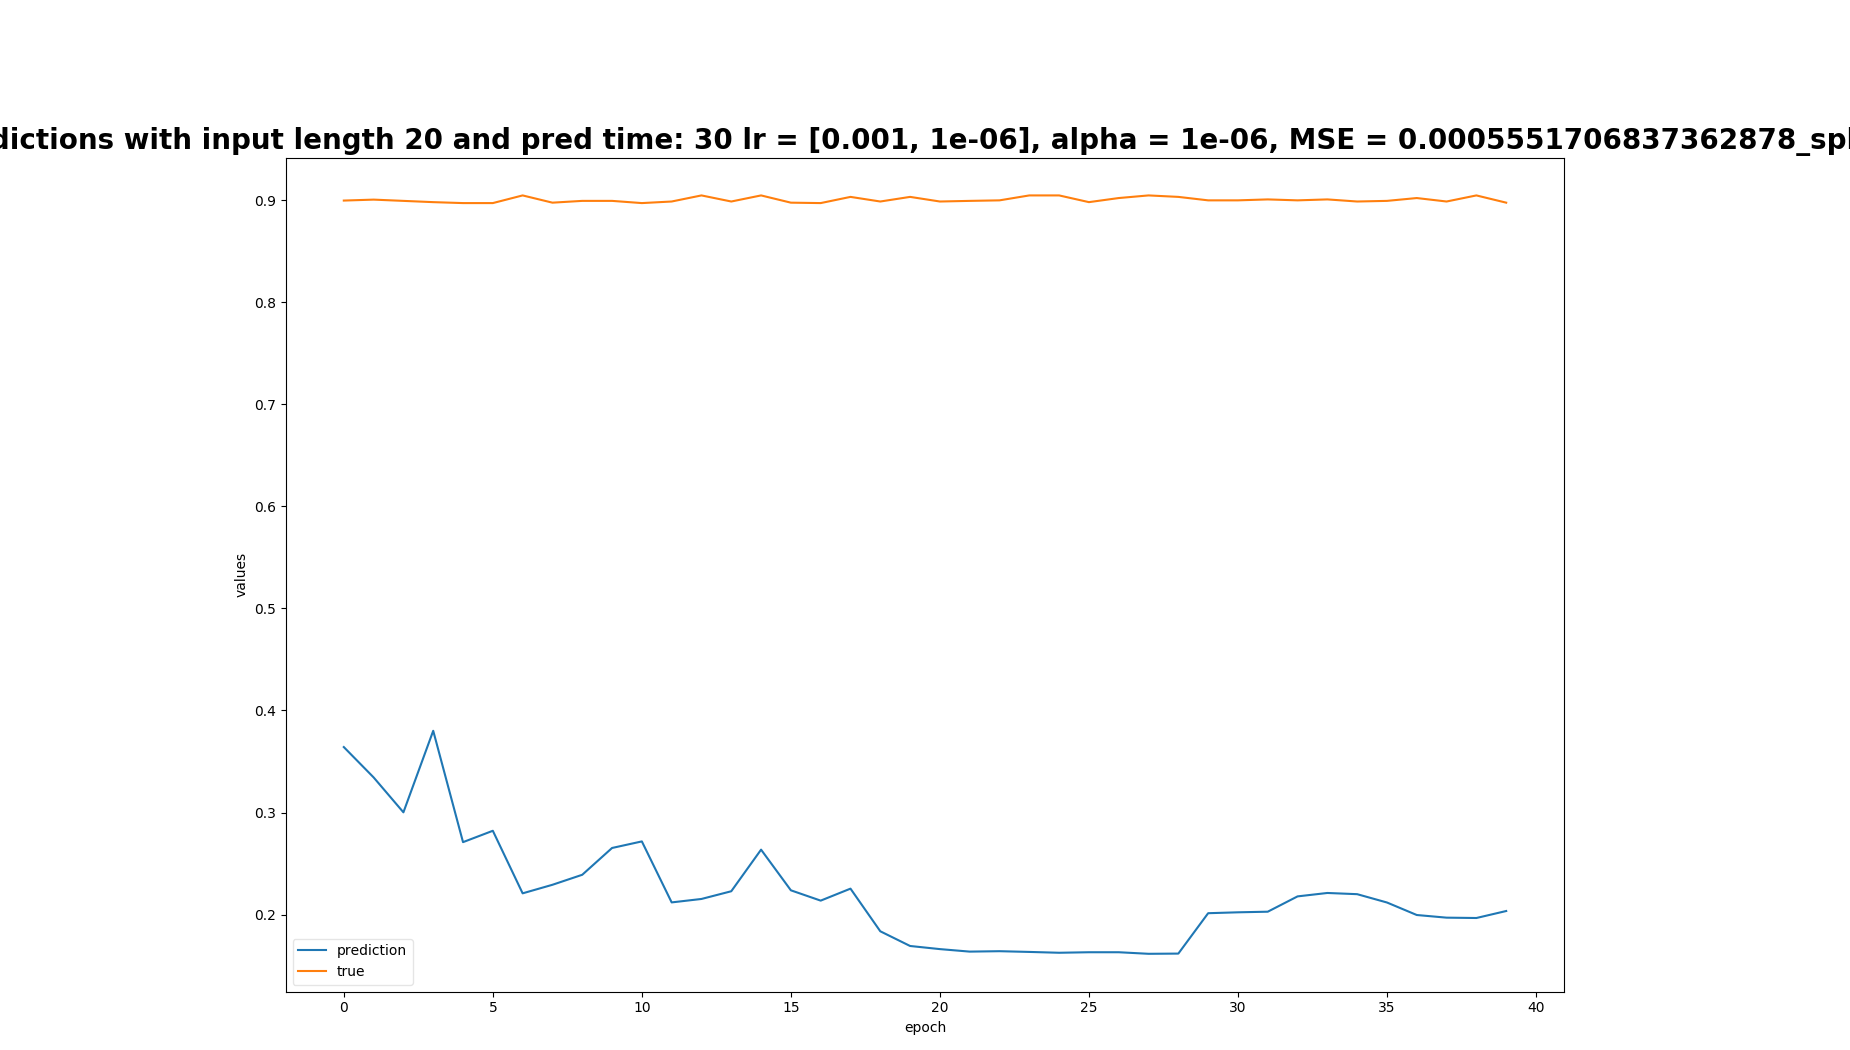 dictions with input length 20 and pred time: 30 lr = [0.001, 1e-06], alpha = 1e-06, MSE = 0.0005551706837362878_spl
0.9
0.8
0.7
0.6
0.5
0.4
0.3
0.2
values
prediction
true
0 5 10 15 20 25 30 35 40
epoch